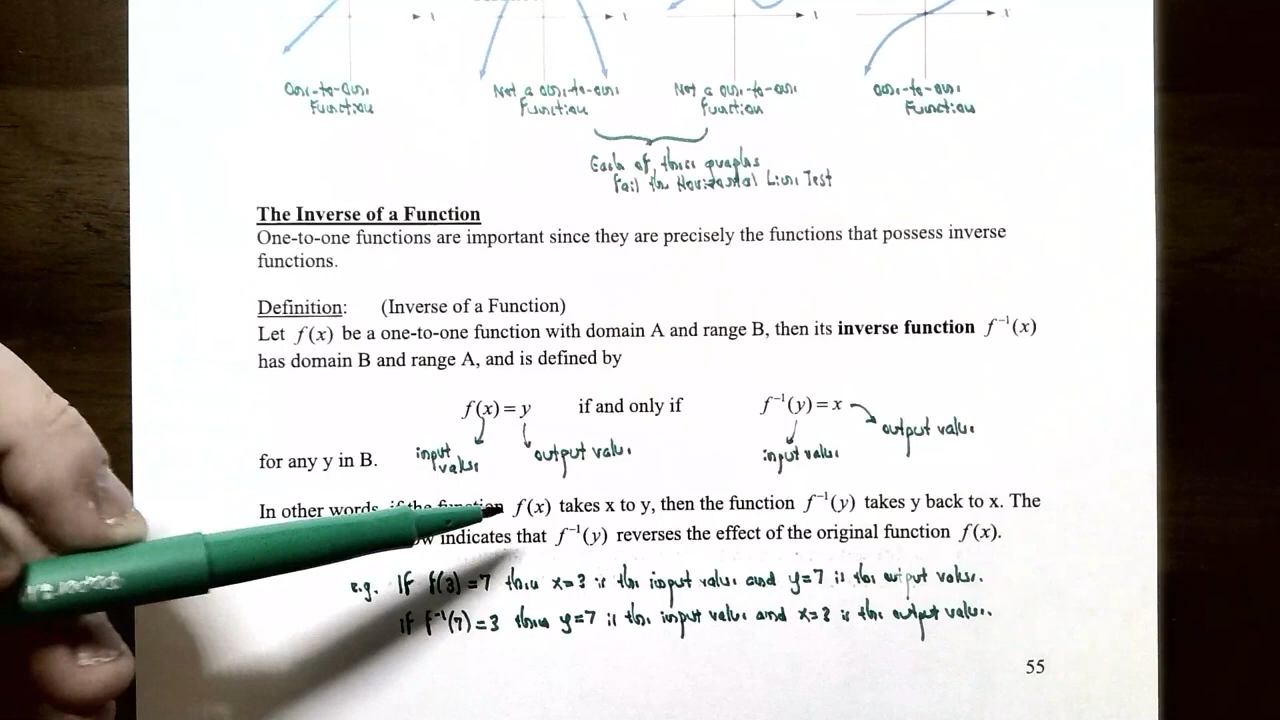 x
One-to-one
Function
Not a one-to-one
Function
Not a one-to-one
Function
One-to-one
Function
Each of these graphs
Fail the Horizontal Line Test
The Inverse of a Function
One-to-one functions are important since they are precisely the functions that possess inverse
functions.
Definition: (Inverse of a Function)
Let f(x) be a one-to-one function with domain A and range B, then its inverse function f⁻¹(x)
has domain B and range A, and is defined by
f(x) = y if and only if f⁻¹(y) = x
output value
input
value
output value
input value
for any y in B.
In other words, if the function f(x) takes x to y, then the function f⁻¹(y) takes y back to x. The
indicates that f⁻¹(y) reverses the effect of the original function f(x).
e.g. If f(3)=7 then x=3 is the input value and y=7 is the output value.
if f⁻¹(7)=3 then y=7 is the input value and x=3 is the output value.
55